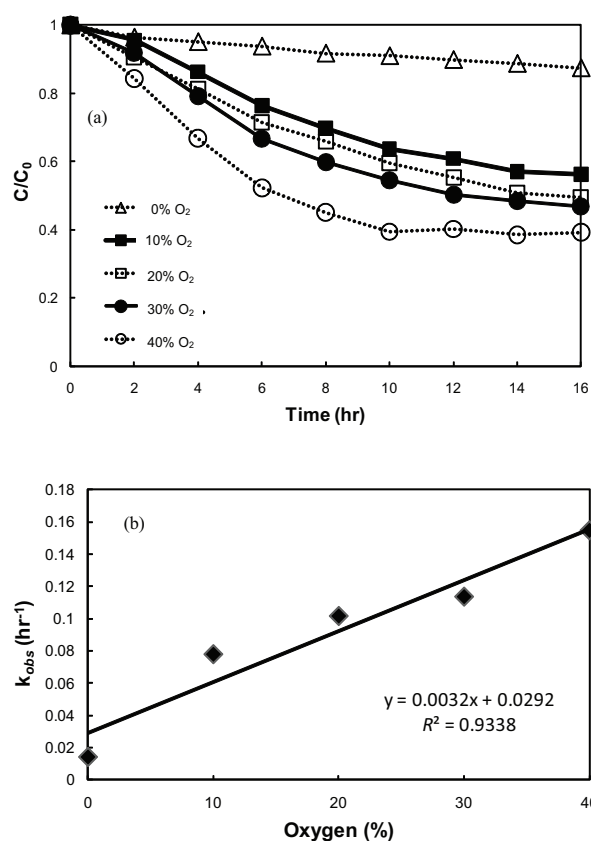 1
0.8
0.6
0.4
0.2
0
C/C₀
(a)
0% O₂
10% O₂
20% O₂
30% O₂
40% O₂
0 2 4 6 8 10 12 14 16
Time (hr)
0.18
0.16
0.14
0.12
0.1
0.08
0.06
0.04
0.02
0
k_obs (hr⁻¹)
(b)
y = 0.0032x + 0.0292
R² = 0.9338
0 10 20 30 40
Oxygen (%)